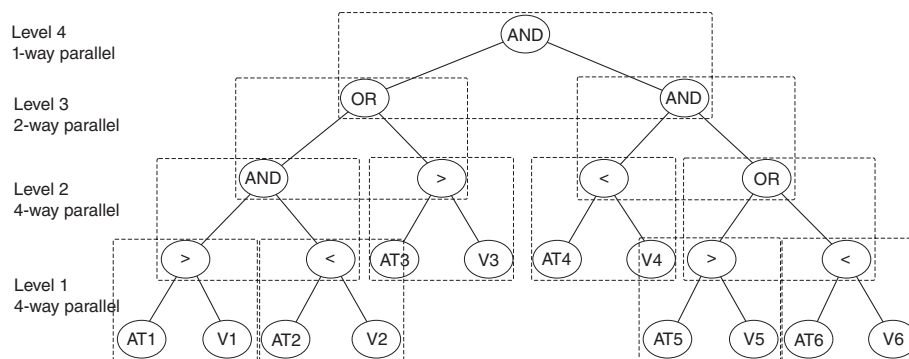 Level 4
1-way parallel
AND
Level 3
2-way parallel
OR
AND
Level 2
4-way parallel
AND
>
<
OR
Level 1
4-way parallel
>
<
AT3
V3
AT4
V4
>
<
AT1
V1
AT2
V2
AT5
V5
AT6
V6